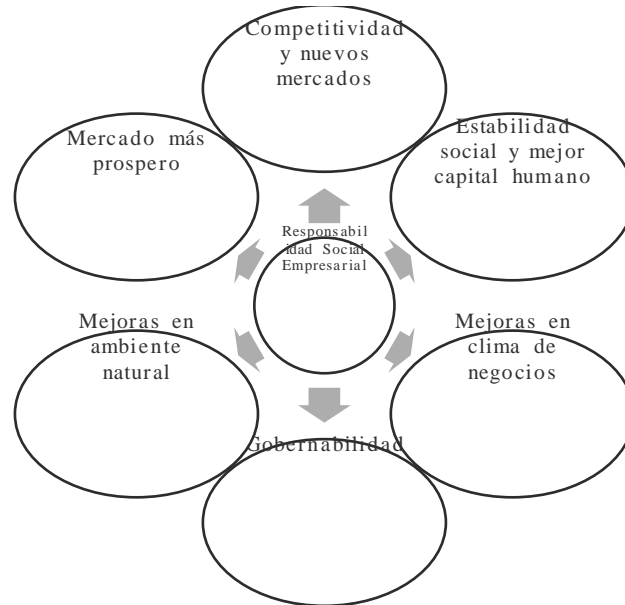 Competitividad
y nuevos
mercados
Mercado más
prospero
Estabilidad
social y mejor
capital humano
Responsabil
idad Social
Empresarial
Mejoras en
ambiente
natural
Mejoras en
clima de
negocios
Gobernabilidad